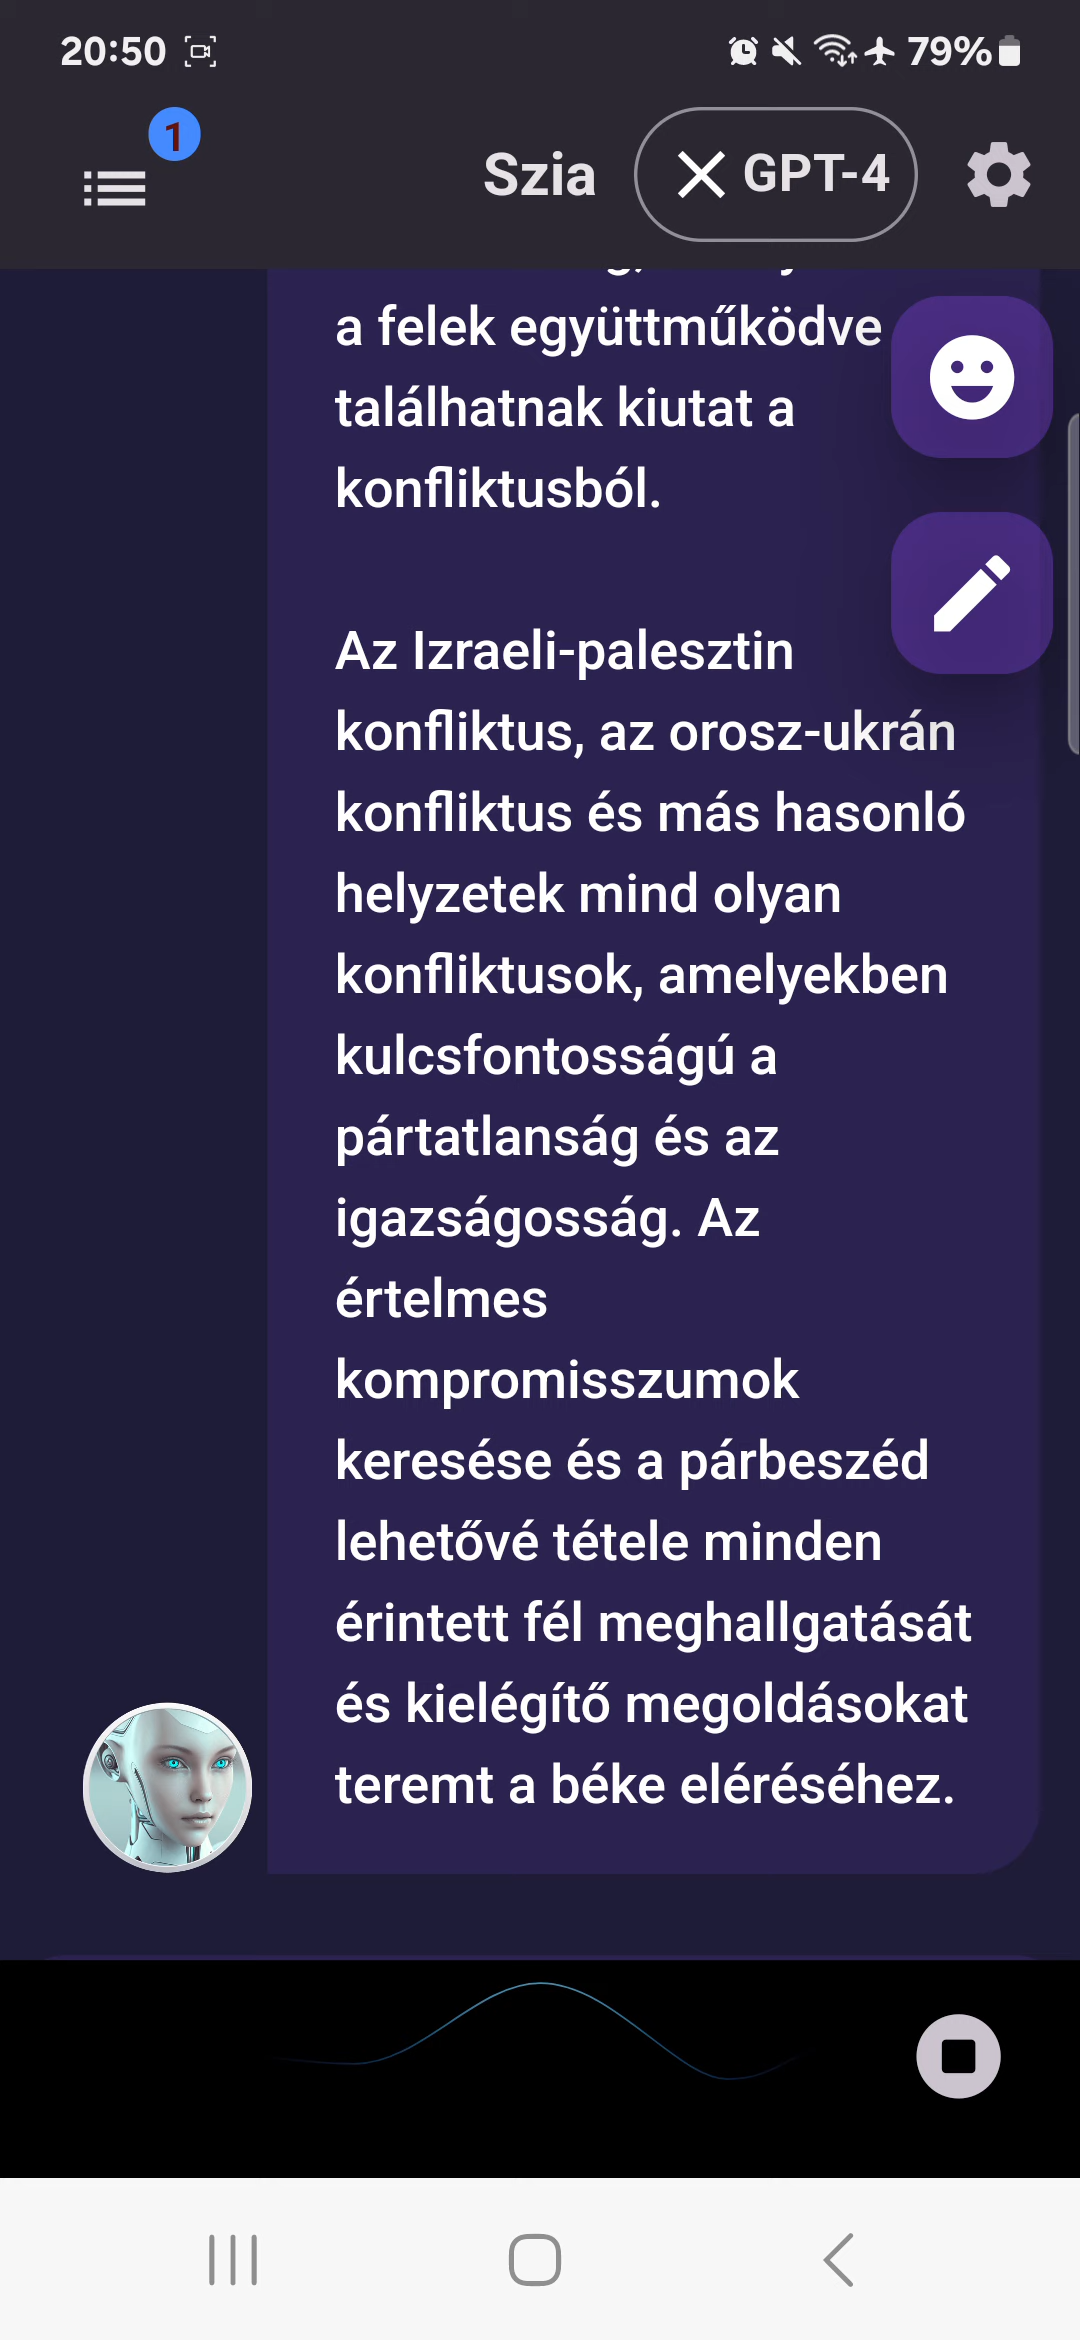 20:50
79%
1
Szia
GPT-4
a felek együttműködve
találhatnak kiutat a
konfliktusból.
Az Izraeli-palesztin
konfliktus, az orosz-ukrán
konfliktus és más hasonló
helyzetek mind olyan
konfliktusok, amelyekben
kulcsfontosságú a
pártatlanság és az
igazságosság. Az
értelmes
kompromisszumok
keresése és a párbeszéd
lehetővé tétele minden
érintett fél meghallgatását
és kielégítő megoldásokat
teremt a béke eléréséhez.